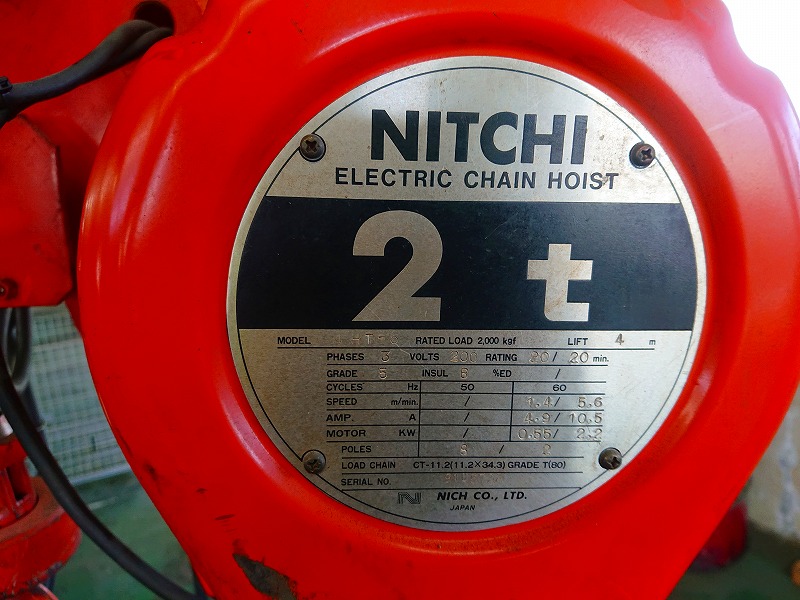 NITCHI
ELECTRIC CHAIN HOIST
2 t
MODEL RATED LOAD 2,000 kgf LIFT 4 m
PHASES 3 VOLTS 200 RATING 20/ 20 min.
GRADE 5 INSUL %ED /
CYCLES Hz 50 60
SPEED m/min. / 1.4/ 5.6
AMP. A / 4.9/ 10.5
MOTOR KW / 0.55/ 2.2
POLES 8 / 2
LOAD CHAIN CT-11.2(11.2×34.3) GRADE T(80)
SERIAL NO.
N NICH CO., LTD.
JAPAN